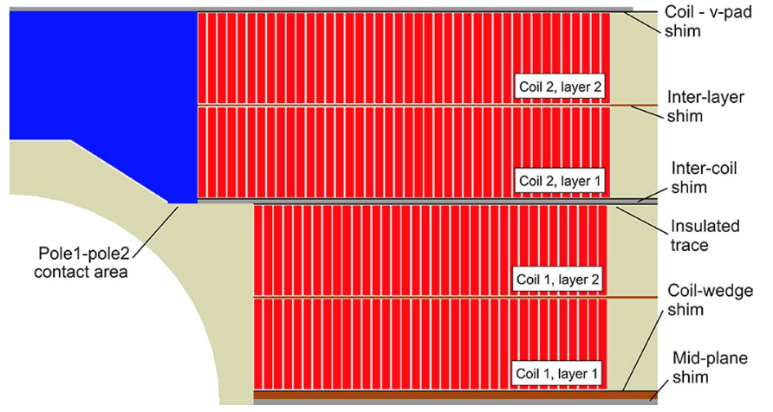 Coil - v-pad
shim
Coil 2, layer 2
Inter-layer
shim
Coil 2, layer 1
Inter-coil
shim
Insulated
trace
Pole1-pole2
contact area
Coil 1, layer 2
Coil-wedge
shim
Mid-plane
shim
Coil 1, layer 1